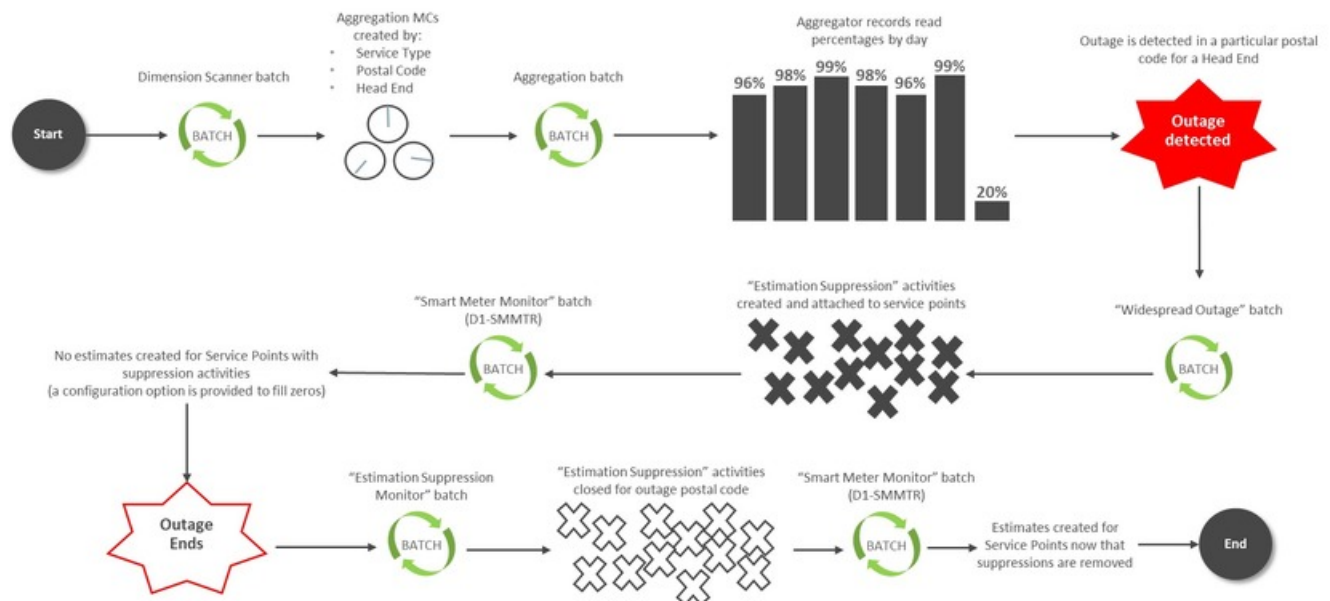 Start
Dimension Scanner batch
BATCH
Aggregation MCs
created by:
• Service Type
• Postal Code
• Head End
Aggregation batch
BATCH
Aggregator records read
percentages by day
96%
98%
99%
98%
96%
99%
20%
Outage is detected in a particular postal
code for a Head End
Outage
detected
"Widespread Outage" batch
BATCH
"Estimation Suppression" activities
created and attached to service points
"Smart Meter Monitor" batch
(D1-SMMTR)
BATCH
No estimates created for Service Points with
suppression activities
(a configuration option is provided to fill zeros)
Outage
Ends
"Estimation Suppression
Monitor" batch
BATCH
"Estimation Suppression" activities
closed for outage postal code
"Smart Meter Monitor" batch
(D1-SMMTR)
BATCH
Estimates created for
Service Points now that
suppressions are removed
End